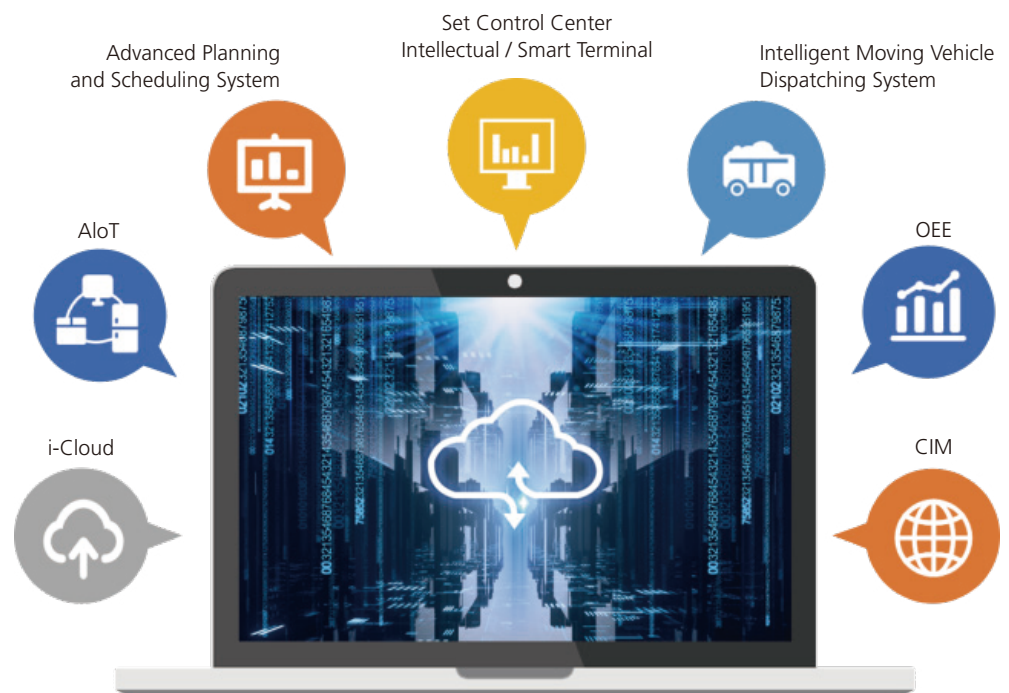 Set Control Center
Intellectual / Smart Terminal
Advanced Planning
and Scheduling System
Intelligent Moving Vehicle
Dispatching System
AIoT
OEE
i-Cloud
CIM